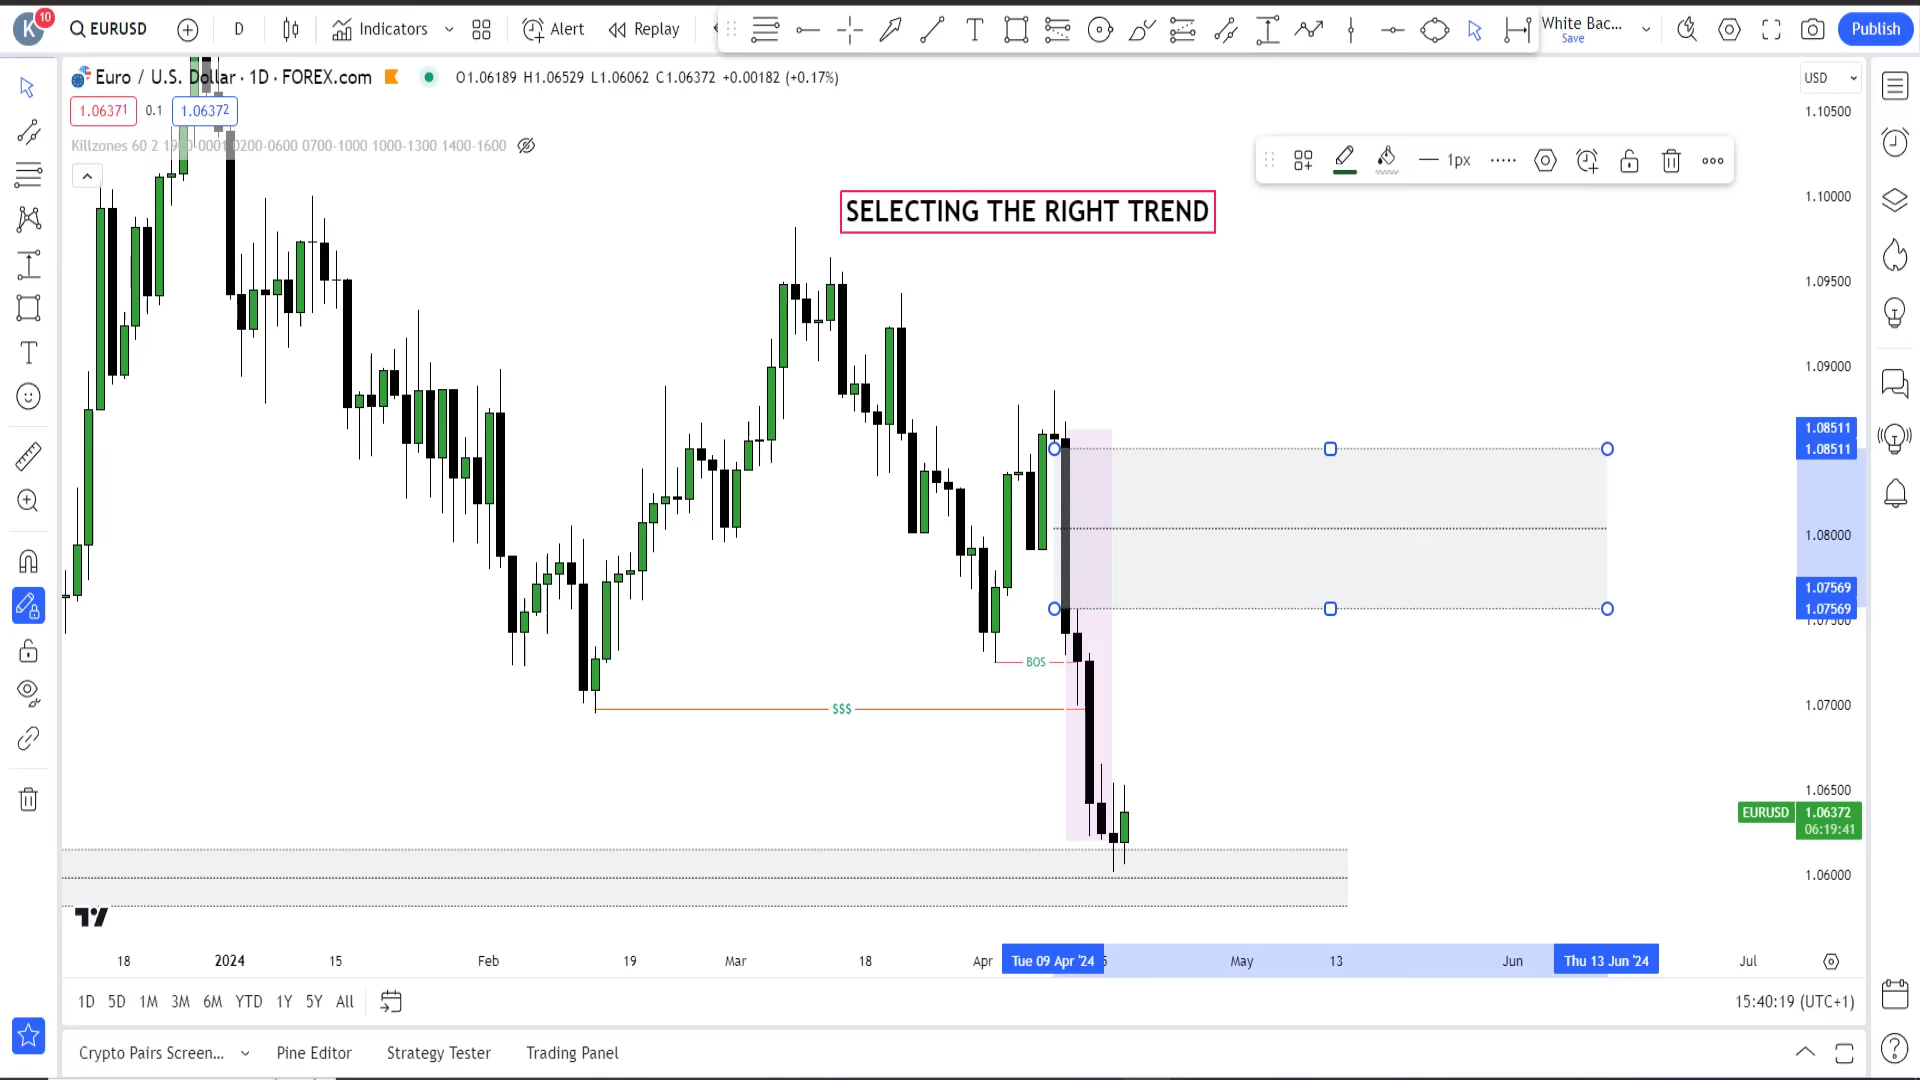 K 10 EURUSD D Indicators Alert Replay White Bac... Save Publish
Euro / U.S. Dollar · 1D · FOREX.com O1.06189 H1.06529 L1.06062 C1.06372 +0.00182 (+0.17%)
USD
1.06371 0.1 1.06372
1.10500
Killzones 60 2 1900-0001 0200-0600 0700-1000 1000-1300 1400-1600
1px
1.10000
SELECTING THE RIGHT TREND
1.09500
1.09000
1.08511
1.08511
1.08000
1.07569
1.07569
1.07500
BOS
$$$
1.07000
1.06500
EURUSD 1.06372
06:19:41
1.06000
18 2024 15 Feb 19 Mar 18 Apr Tue 09 Apr '24 5 May 13 Jun Thu 13 Jun '24 Jul
1D 5D 1M 3M 6M YTD 1Y 5Y All 15:40:19 (UTC+1)
Crypto Pairs Screen... Pine Editor Strategy Tester Trading Panel